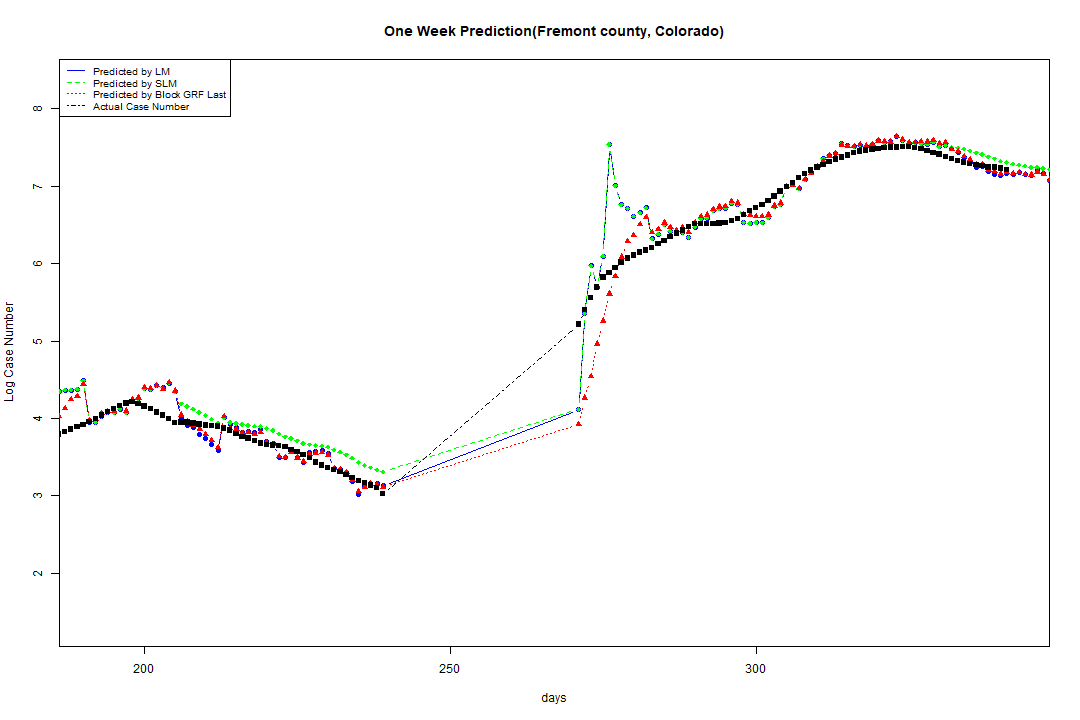 One Week Prediction(Fremont county, Colorado)
Predicted by LM
Predicted by SLM
Predicted by Block GRF Last
Actual Case Number
8
7
6
5
4
3
2
Log Case Number
200 250 300
days